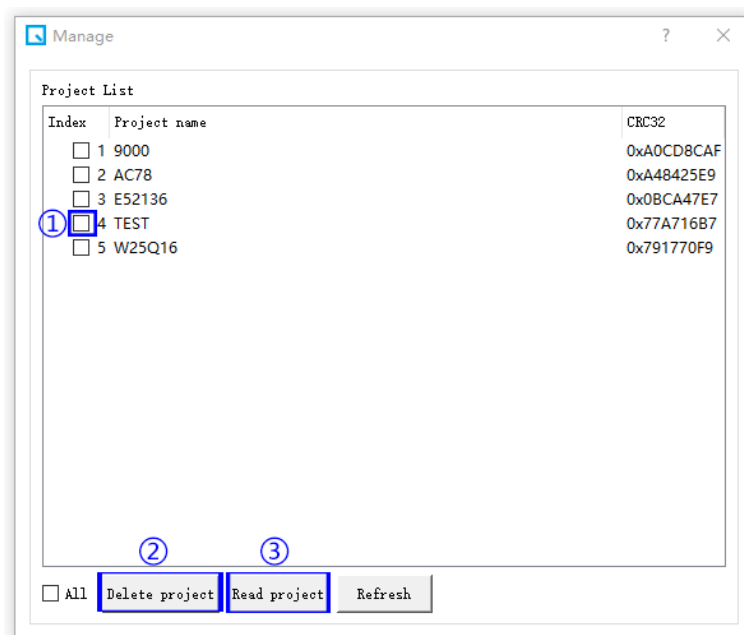 Manage ? ×
Project List
Index Project name CRC32
1 9000 0xA0CD8CAF
2 AC78 0xA48425E9
3 E52136 0x0BCA47E7
① 4 TEST 0x77A716B7
5 W25Q16 0x791770F9
② ③
All Delete project Read project Refresh